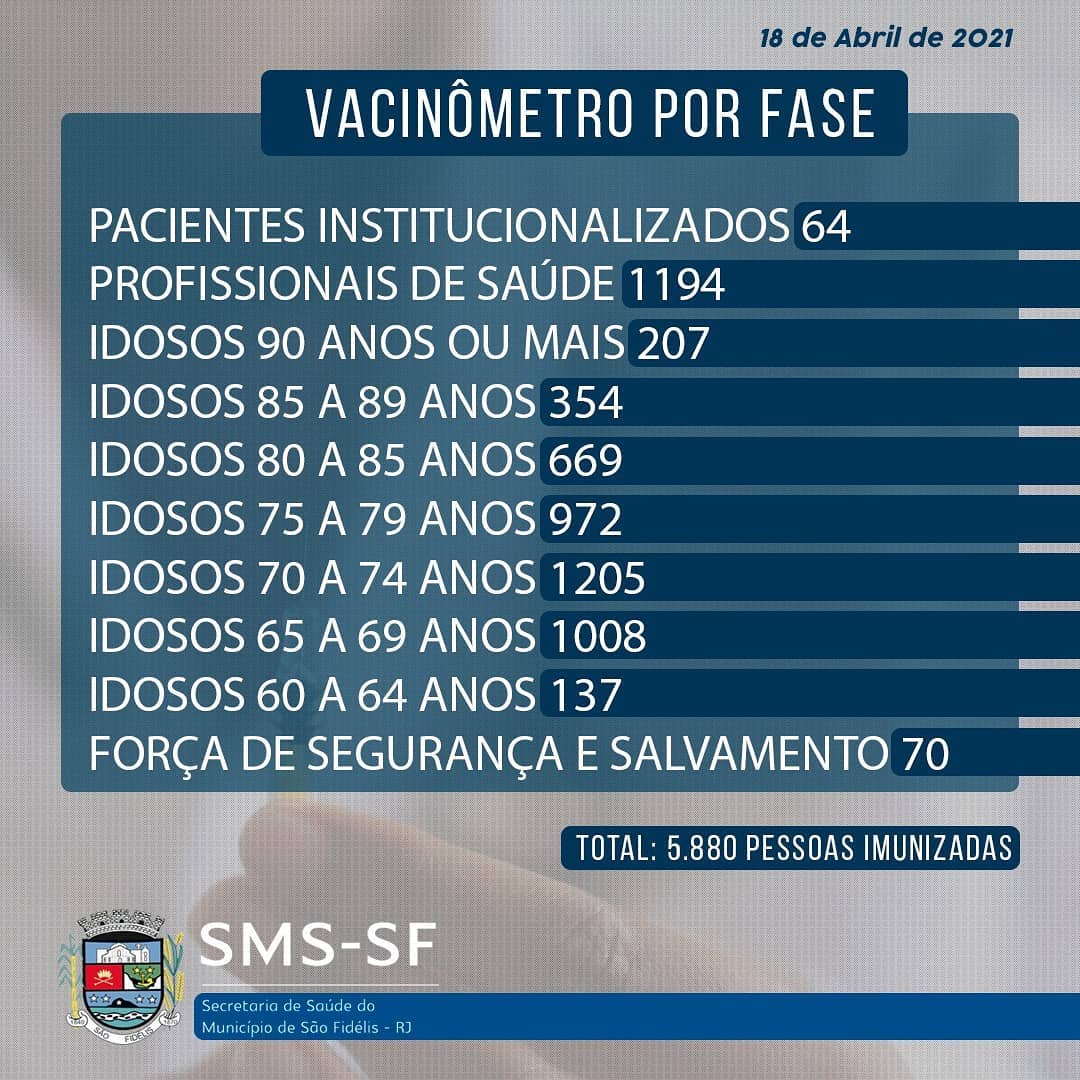 18 de Abril de 2021
VACINÔMETRO POR FASE
PACIENTES INSTITUCIONALIZADOS 64
PROFISSIONAIS DE SAÚDE 1194
IDOSOS 90 ANOS OU MAIS 207
IDOSOS 85 A 89 ANOS 354
IDOSOS 80 A 85 ANOS 669
IDOSOS 75 A 79 ANOS 972
IDOSOS 70 A 74 ANOS 1205
IDOSOS 65 A 69 ANOS 1008
IDOSOS 60 A 64 ANOS 137
FORÇA DE SEGURANÇA E SALVAMENTO 70
TOTAL: 5.880 PESSOAS IMUNIZADAS
SMS-SF
Secretaria de Saúde do
Município de São Fidélis - RJ
SÃO FIDÉLIS